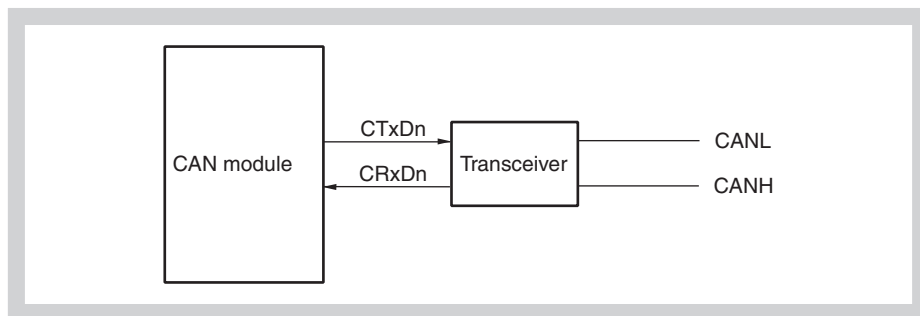 CAN module
CTxDn
CRxDn
Transceiver
CANL
CANH